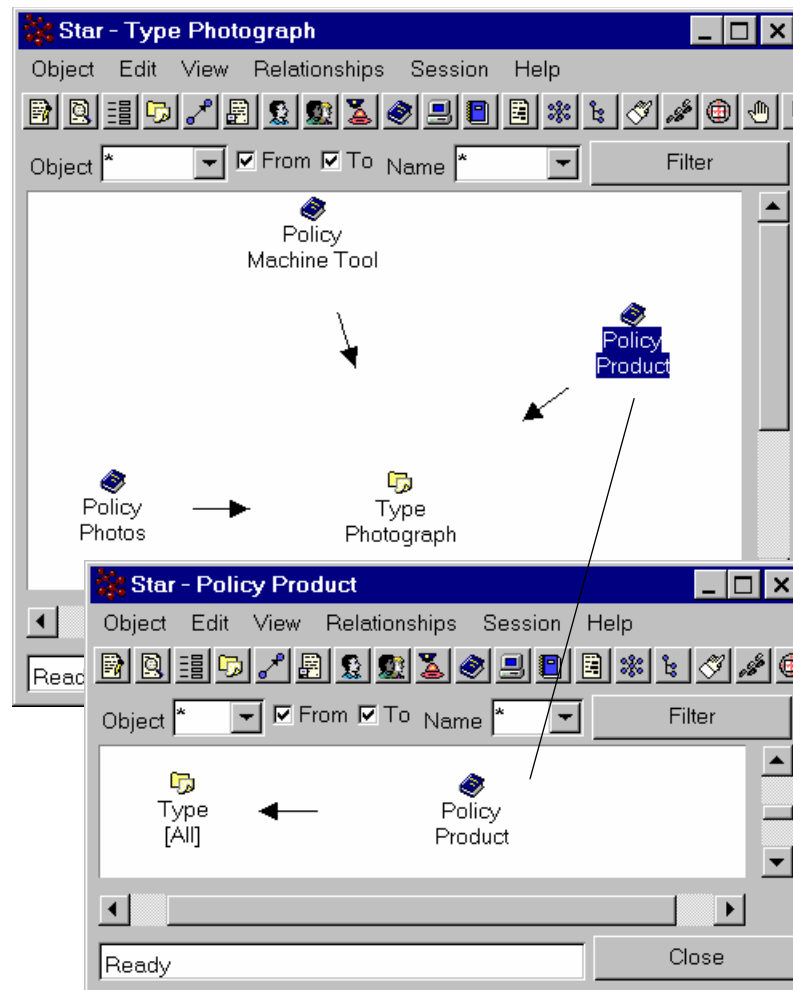 Star - Type Photograph
Object Edit View Relationships Session Help
Object * From To Name * Filter
Policy
Machine Tool
Policy
Product
Policy
Photos
Type
Photograph
Star - Policy Product
Object Edit View Relationships Session Help
Object * From To Name * Filter
Type
[All]
Policy
Product
Ready
Close